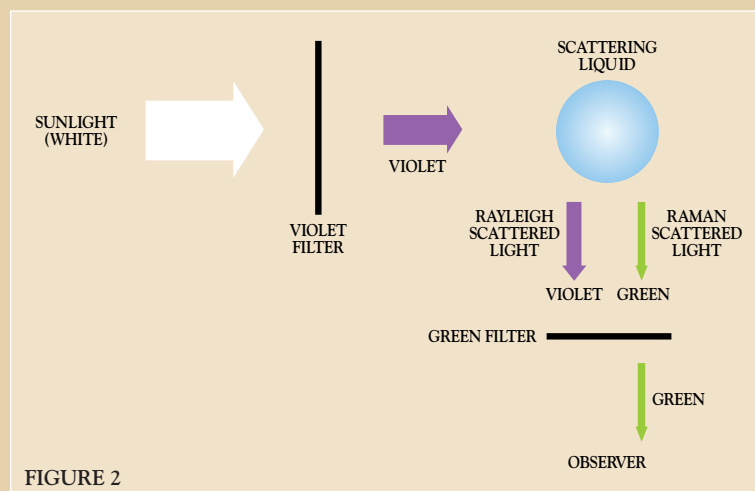 SCATTERING
LIQUID
SUNLIGHT
(WHITE)
VIOLET
VIOLET
FILTER
RAYLEIGH
SCATTERED
LIGHT
RAMAN
SCATTERED
LIGHT
VIOLET
GREEN
GREEN FILTER
GREEN
OBSERVER
FIGURE 2